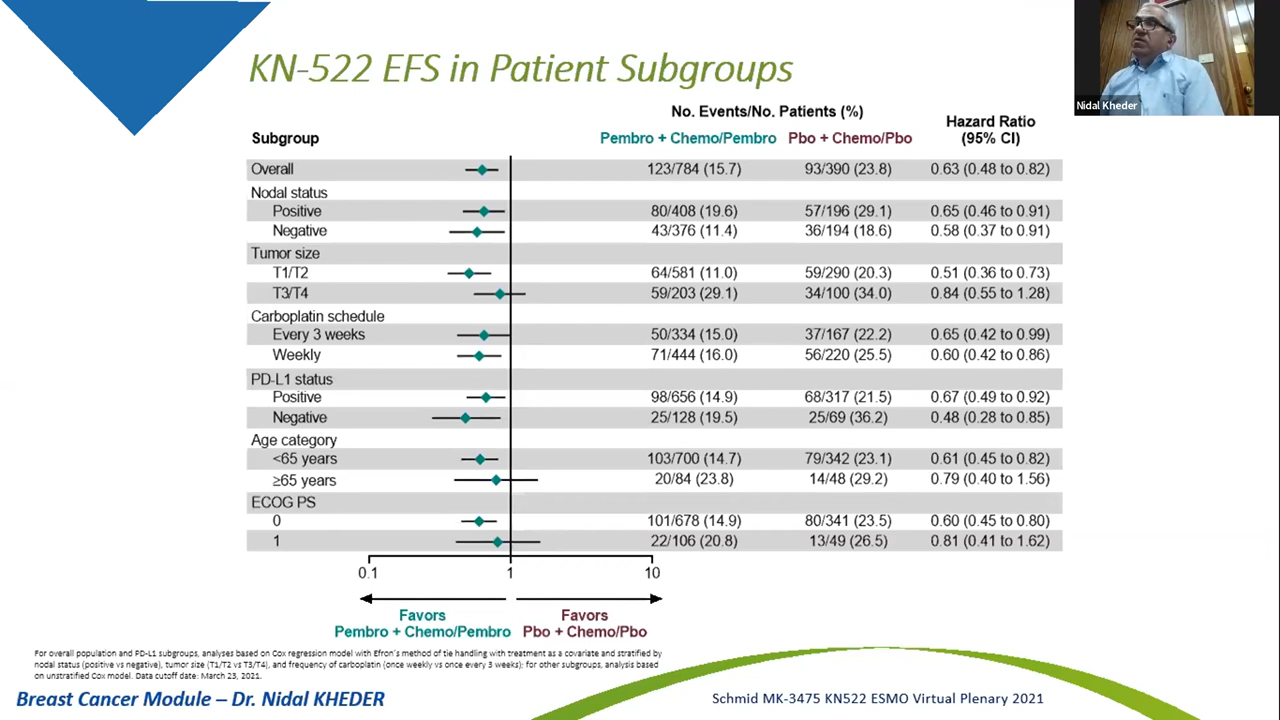 KN-522 EFS in Patient Subgroups
Nidal Kheder
No. Events/No. Patients (%)
Hazard Ratio
(95% CI)
Subgroup
Pembro + Chemo/Pembro
Pbo + Chemo/Pbo
Overall 123/784 (15.7) 93/390 (23.8) 0.63 (0.48 to 0.82)
Nodal status
Positive 80/408 (19.6) 57/196 (29.1) 0.65 (0.46 to 0.91)
Negative 43/376 (11.4) 36/194 (18.6) 0.58 (0.37 to 0.91)
Tumor size
T1/T2 64/581 (11.0) 59/290 (20.3) 0.51 (0.36 to 0.73)
T3/T4 59/203 (29.1) 34/100 (34.0) 0.84 (0.55 to 1.28)
Carboplatin schedule
Every 3 weeks 50/334 (15.0) 37/167 (22.2) 0.65 (0.42 to 0.99)
Weekly 71/444 (16.0) 56/220 (25.5) 0.60 (0.42 to 0.86)
PD-L1 status
Positive 98/656 (14.9) 68/317 (21.5) 0.67 (0.49 to 0.92)
Negative 25/128 (19.5) 25/69 (36.2) 0.48 (0.28 to 0.85)
Age category
<65 years 103/700 (14.7) 79/342 (23.1) 0.61 (0.45 to 0.82)
≥65 years 20/84 (23.8) 14/48 (29.2) 0.79 (0.40 to 1.56)
ECOG PS
0 101/678 (14.9) 80/341 (23.5) 0.60 (0.45 to 0.80)
1 22/106 (20.8) 13/49 (26.5) 0.81 (0.41 to 1.62)
0.1 1 10
Favors
Pembro + Chemo/Pembro
Favors
Pbo + Chemo/Pbo
For overall population and PD-L1 subgroups, analyses based on Cox regression model with Efron's method of tie handling with treatment as a covariate and stratified by
nodal status (positive vs negative), tumor size (T1/T2 vs T3/T4), and frequency of carboplatin (once weekly vs once every 3 weeks); for other subgroups, analysis based
on unstratified Cox model. Data cutoff date: March 23, 2021.
Breast Cancer Module – Dr. Nidal KHEDER
Schmid MK-3475 KN522 ESMO Virtual Plenary 2021